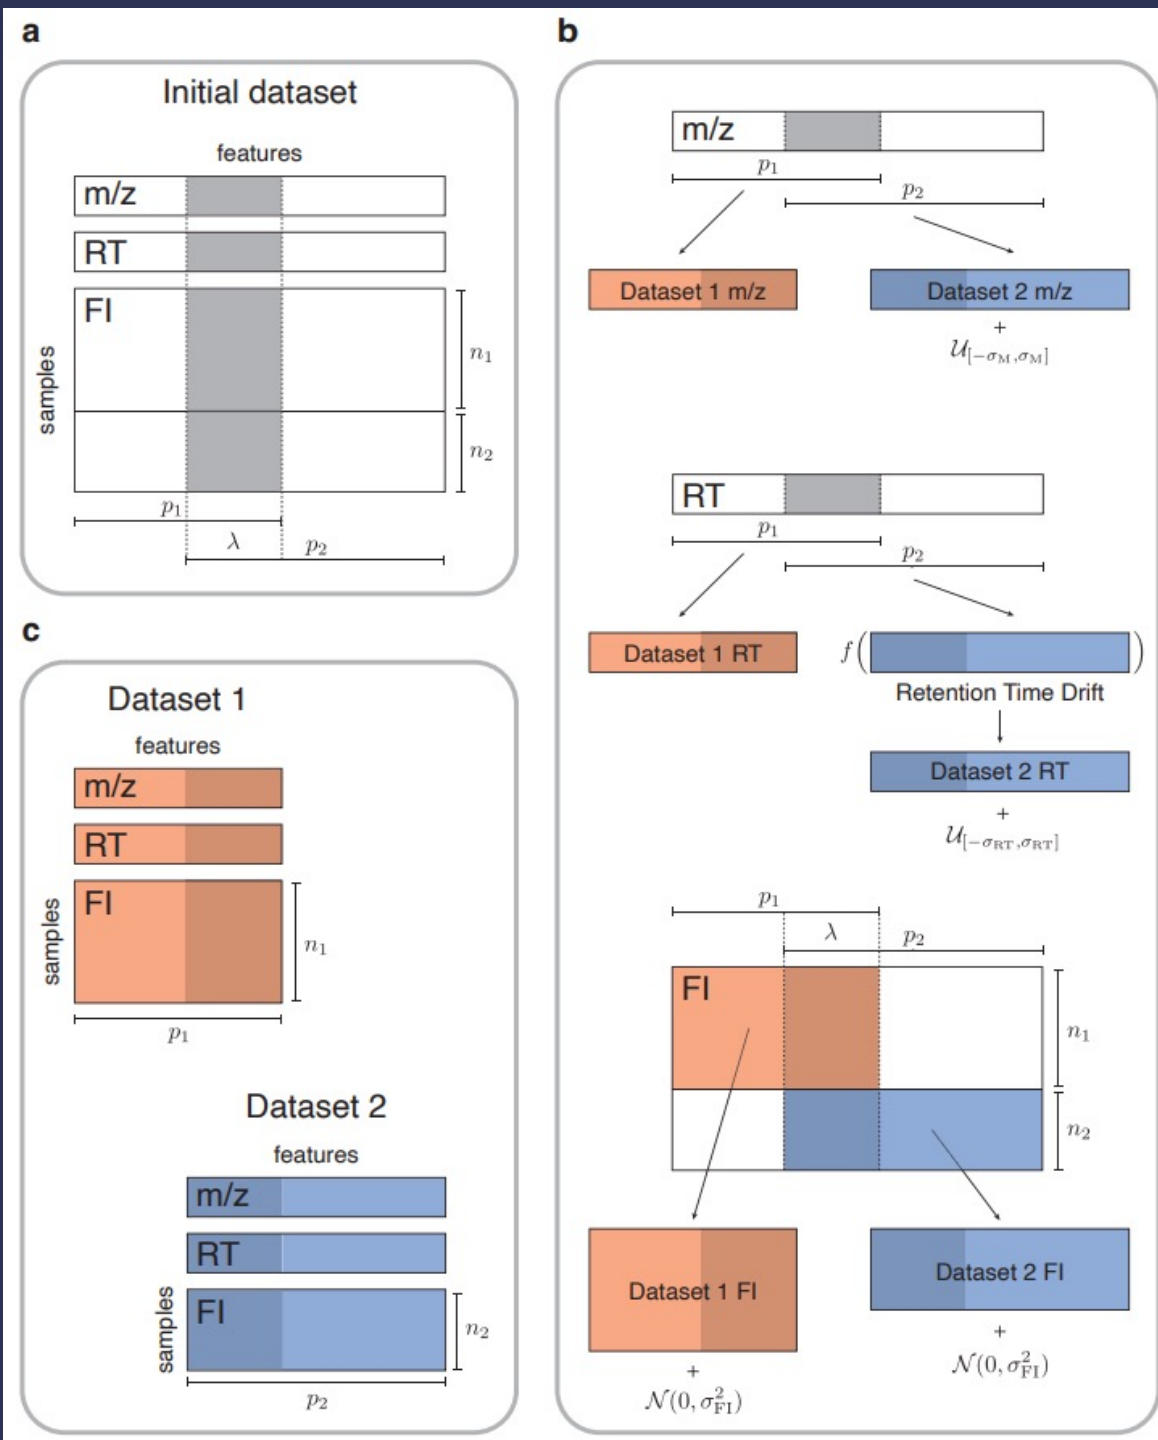 a
Initial dataset
features
m/z
RT
FI
samples
n₁
n₂
p₁
λ
p₂
b
m/z
p₁
p₂
Dataset 1 m/z
Dataset 2 m/z
+
𝒰[−σM,σM]
RT
p₁
p₂
Dataset 1 RT
f( )
Retention Time Drift
Dataset 2 RT
+
𝒰[−σRT,σRT]
p₁
λ
p₂
FI
n₁
n₂
Dataset 1 FI
+
𝒩(0, σ²FI)
Dataset 2 FI
+
𝒩(0, σ²FI)
c
Dataset 1
features
m/z
RT
FI
samples
n₁
p₁
Dataset 2
features
m/z
RT
FI
samples
n₂
p₂